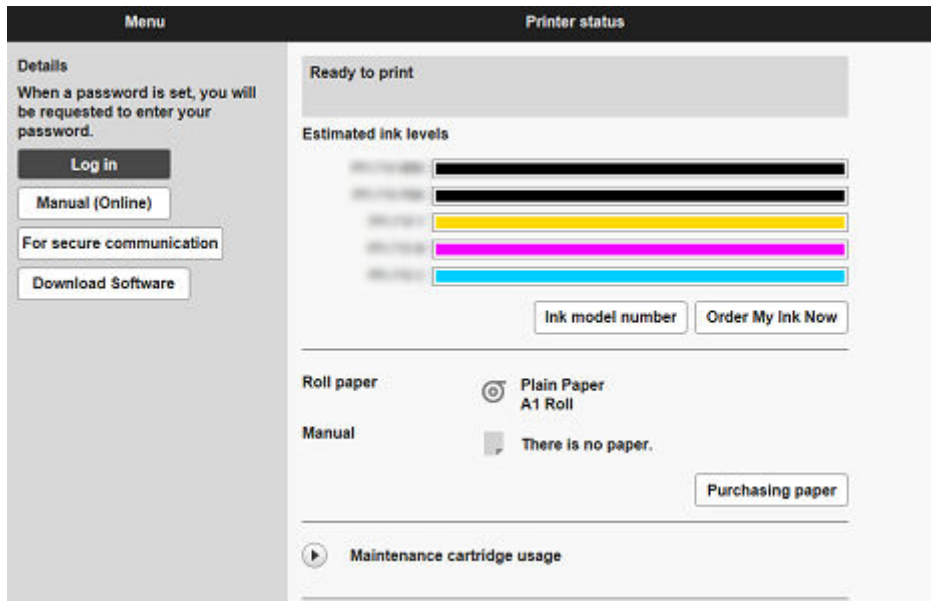 Menu
Printer status
Details
When a password is set, you will
be requested to enter your
password.
Log in
Manual (Online)
For secure communication
Download Software
Ready to print
Estimated ink levels
Ink model number
Order My Ink Now
Roll paper
Plain Paper
A1 Roll
Manual
There is no paper.
Purchasing paper
Maintenance cartridge usage